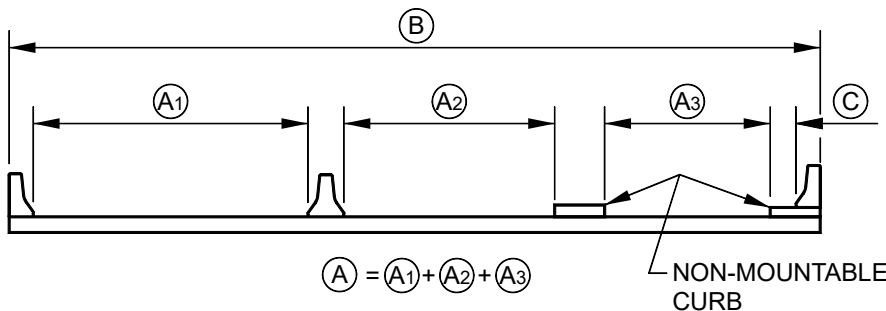 B
A1 A2 A3 C
A = A1 + A2 + A3
NON-MOUNTABLE
CURB